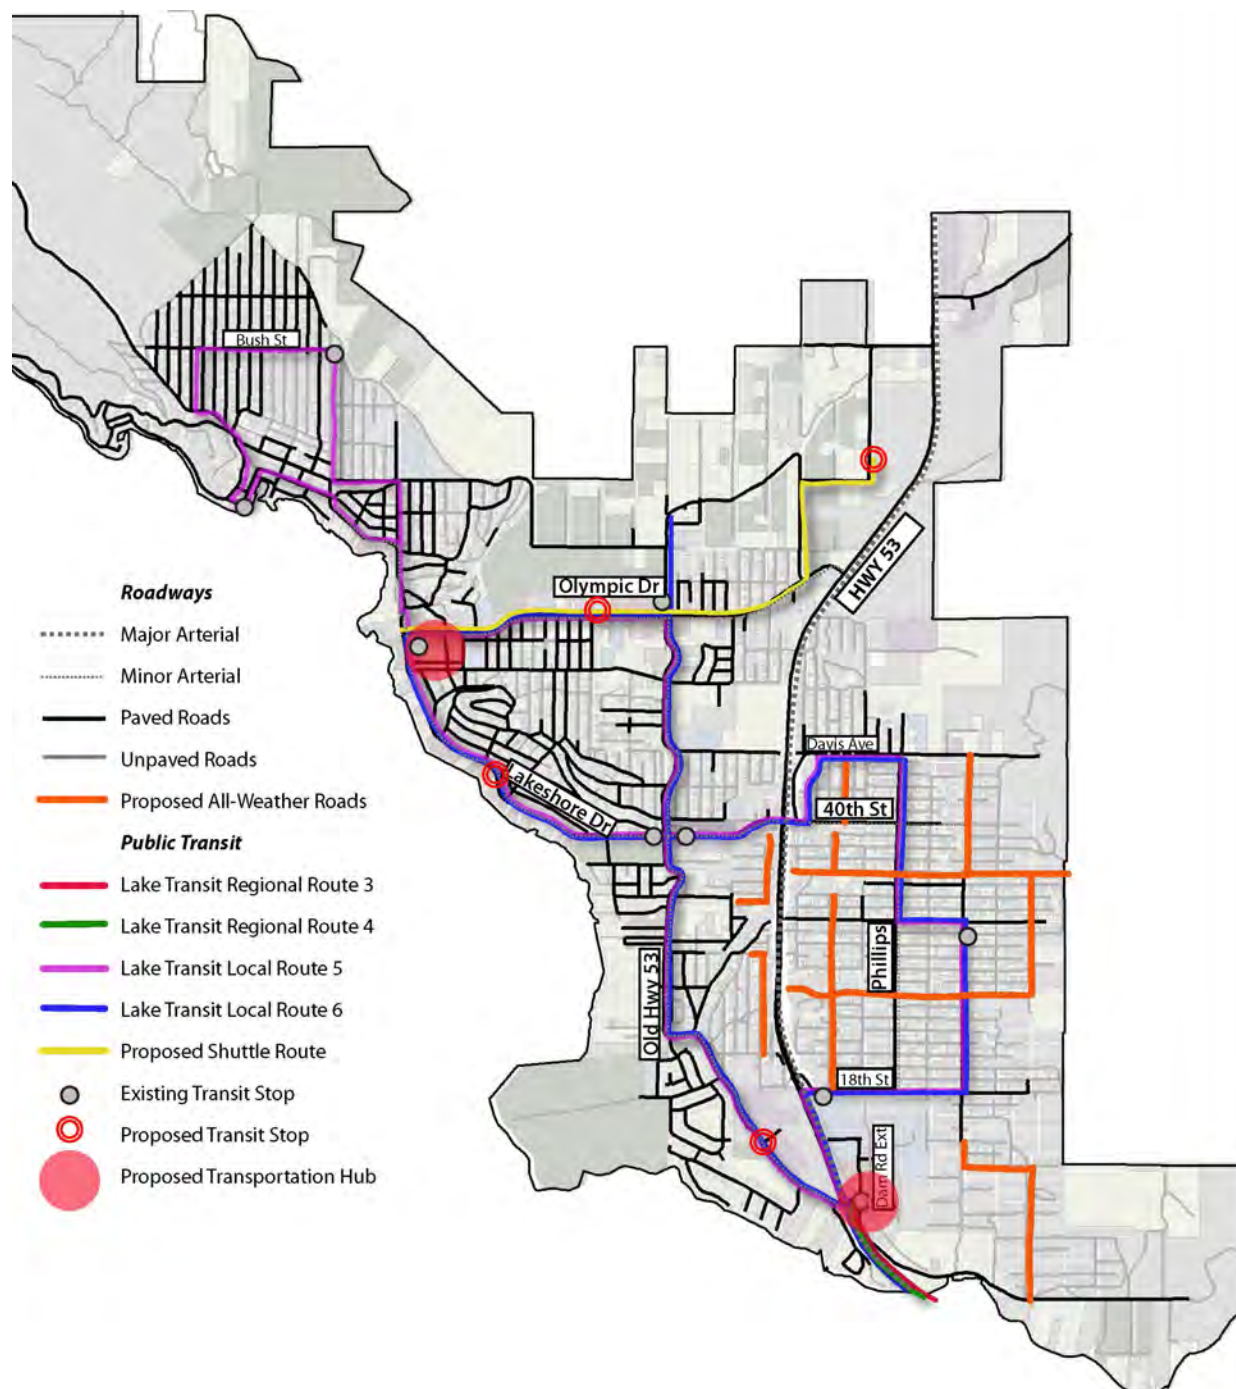 Bush St
Olympic Dr
HWY 53
Roadways
Major Arterial
Minor Arterial
Paved Roads
Unpaved Roads
Proposed All-Weather Roads
Public Transit
Lake Transit Regional Route 3
Lake Transit Regional Route 4
Lake Transit Local Route 5
Lake Transit Local Route 6
Proposed Shuttle Route
Existing Transit Stop
Proposed Transit Stop
Proposed Transportation Hub
Davis Ave
Lakeshore Dr
40th St
Phillips
Old Hwy 53
18th St
Dam Rd Ext